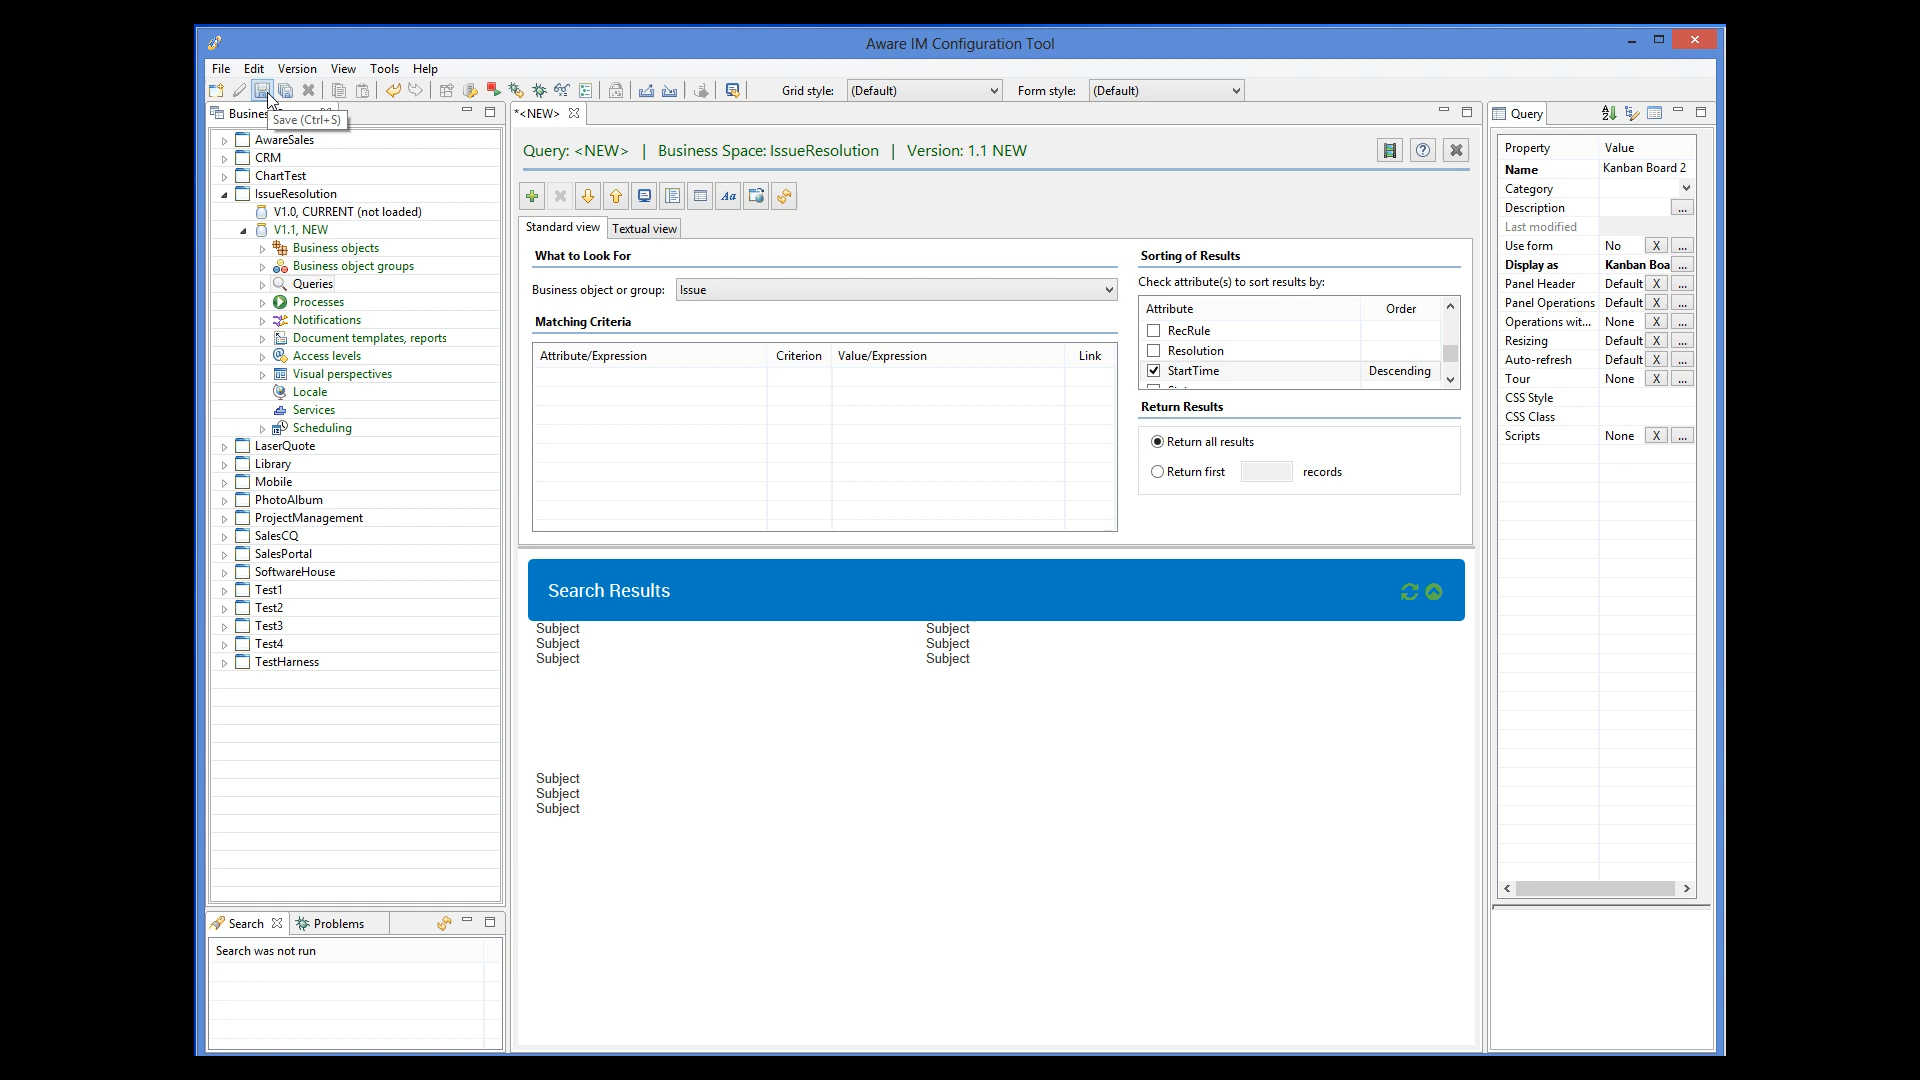 Aware IM Configuration Tool
File Edit Version View Tools Help
Grid style: (Default) Form style: (Default)
Save (Ctrl+S)
AwareSales
CRM
ChartTest
IssueResolution
V1.0, CURRENT (not loaded)
V1.1, NEW
Business objects
Business object groups
Queries
Processes
Notifications
Document templates, reports
Access levels
Visual perspectives
Locale
Services
Scheduling
LaserQuote
Library
Mobile
PhotoAlbum
ProjectManagement
SalesCQ
SalesPortal
SoftwareHouse
Test1
Test2
Test3
Test4
TestHarness
Search Problems
Search was not run
*<NEW>
Query: <NEW> | Business Space: IssueResolution | Version: 1.1 NEW
Aa
Standard view Textual view
What to Look For
Business object or group: Issue
Matching Criteria
Attribute/Expression Criterion Value/Expression Link
Sorting of Results
Check attribute(s) to sort results by:
Attribute Order
RecRule
Resolution
StartTime Descending
Return Results
Return all results
Return first records
Search Results
Subject Subject
Subject Subject
Subject Subject
Subject
Subject
Subject
Query
Property Value
Name Kanban Board 2
Category
Description ...
Last modified
Use form No X ...
Display as Kanban Boa ...
Panel Header Default X ...
Panel Operations Default X ...
Operations wit... None X ...
Resizing Default X ...
Auto-refresh Default X ...
Tour None X ...
CSS Style
CSS Class
Scripts None X ...